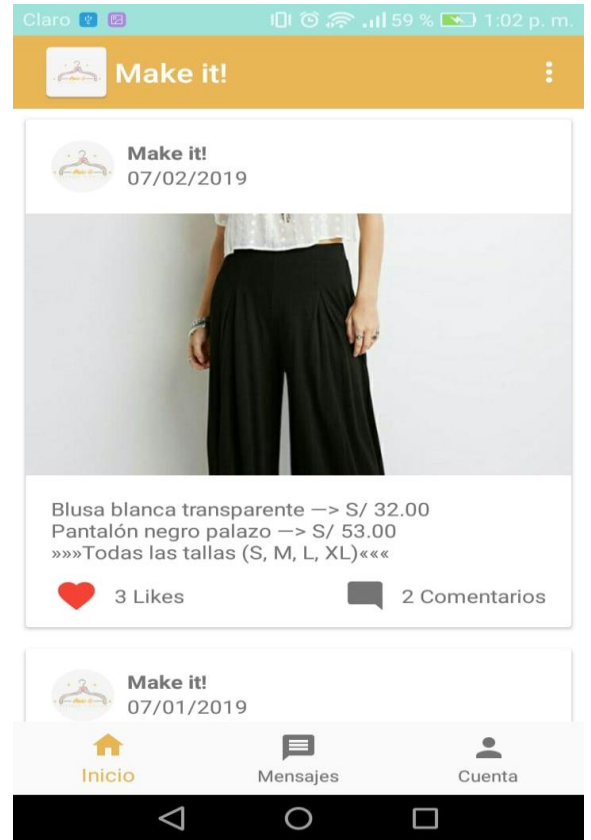 Claro 59 % 1:02 p. m.
Make it!
Make it!
07/02/2019
Blusa blanca transparente —> S/ 32.00
Pantalón negro palazo —> S/ 53.00
»»»Todas las tallas (S, M, L, XL)«««
3 Likes 2 Comentarios
Make it!
07/01/2019
Inicio Mensajes Cuenta